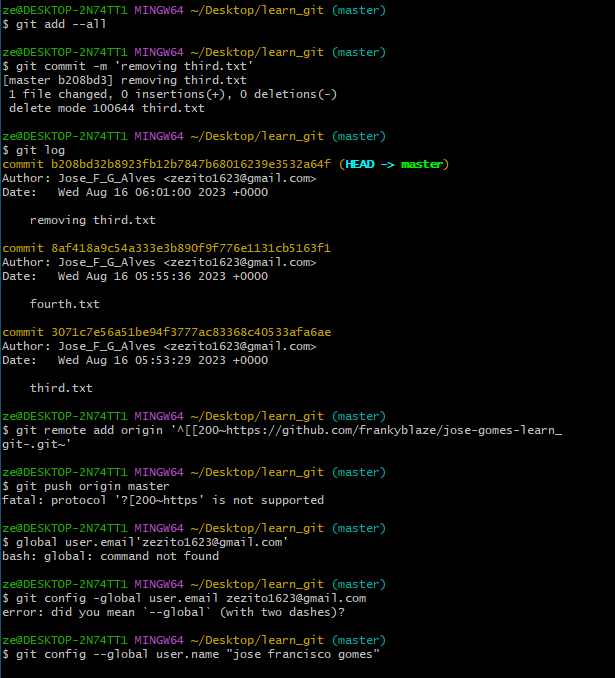 ze@DESKTOP-2N74TT1 MINGW64 ~/Desktop/learn_git (master)
$ git add --all
ze@DESKTOP-2N74TT1 MINGW64 ~/Desktop/learn_git (master)
$ git commit -m 'removing third.txt'
[master b208bd3] removing third.txt
 1 file changed, 0 insertions(+), 0 deletions(-)
 delete mode 100644 third.txt
ze@DESKTOP-2N74TT1 MINGW64 ~/Desktop/learn_git (master)
$ git log
commit b208bd32b8923fb12b7847b68016239e3532a64f (HEAD -> master)
Author: Jose_F_G_Alves <zezito1623@gmail.com>
Date:   Wed Aug 16 06:01:00 2023 +0000
    removing third.txt
commit 8af418a9c54a333e3b890f9f776e1131cb5163f1
Author: Jose_F_G_Alves <zezito1623@gmail.com>
Date:   Wed Aug 16 05:55:36 2023 +0000
    fourth.txt
commit 3071c7e56a51be94f3777ac83368c40533afa6ae
Author: Jose_F_G_Alves <zezito1623@gmail.com>
Date:   Wed Aug 16 05:53:29 2023 +0000
    third.txt
ze@DESKTOP-2N74TT1 MINGW64 ~/Desktop/learn_git (master)
$ git remote add origin '^[[200~https://github.com/frankyblaze/jose-gomes-learn_
git-.git~'
ze@DESKTOP-2N74TT1 MINGW64 ~/Desktop/learn_git (master)
$ git push origin master
fatal: protocol '?[200~https' is not supported
ze@DESKTOP-2N74TT1 MINGW64 ~/Desktop/learn_git (master)
$ global user.email'zezito1623@gmail.com'
bash: global: command not found
ze@DESKTOP-2N74TT1 MINGW64 ~/Desktop/learn_git (master)
$ git config -global user.email zezito1623@gmail.com
error: did you mean `--global` (with two dashes)?
ze@DESKTOP-2N74TT1 MINGW64 ~/Desktop/learn_git (master)
$ git config --global user.name "jose francisco gomes"